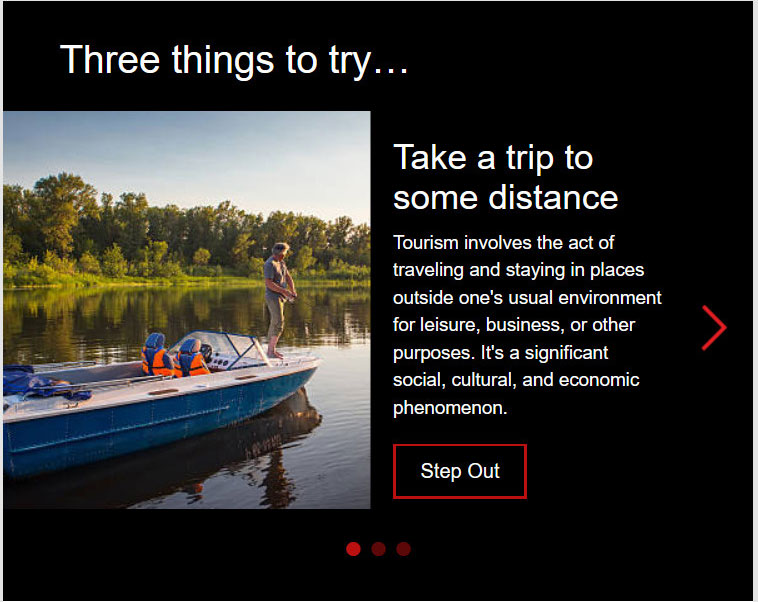 Three things to try…
Take a trip to
some distance
Tourism involves the act of
traveling and staying in places
outside one's usual environment
for leisure, business, or other
purposes. It's a significant
social, cultural, and economic
phenomenon.
Step Out